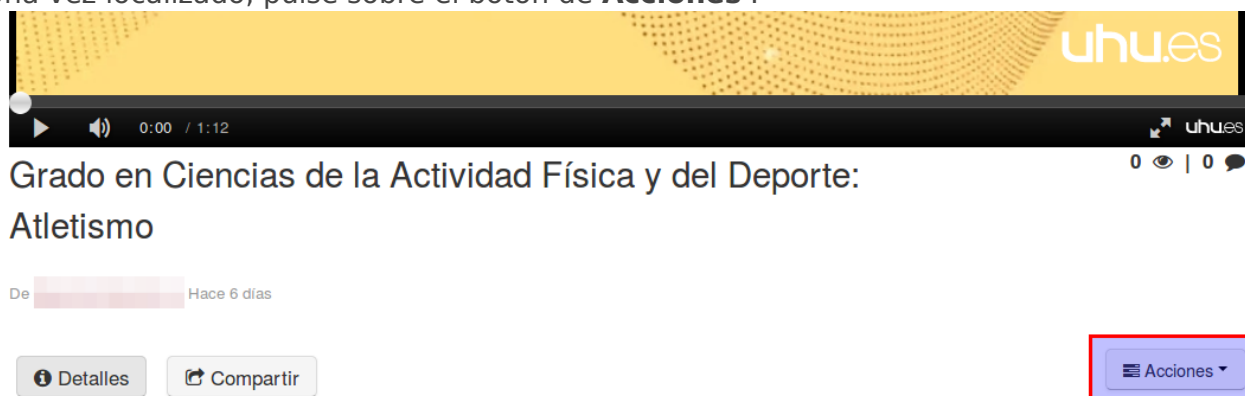 una vez localizado, pulse sobre el botón de Acciones .
uhu.es
0:00 / 1:12
uhu.es
Grado en Ciencias de la Actividad Física y del Deporte:
Atletismo
0 | 0
De Hace 6 días
Detalles
Compartir
Acciones